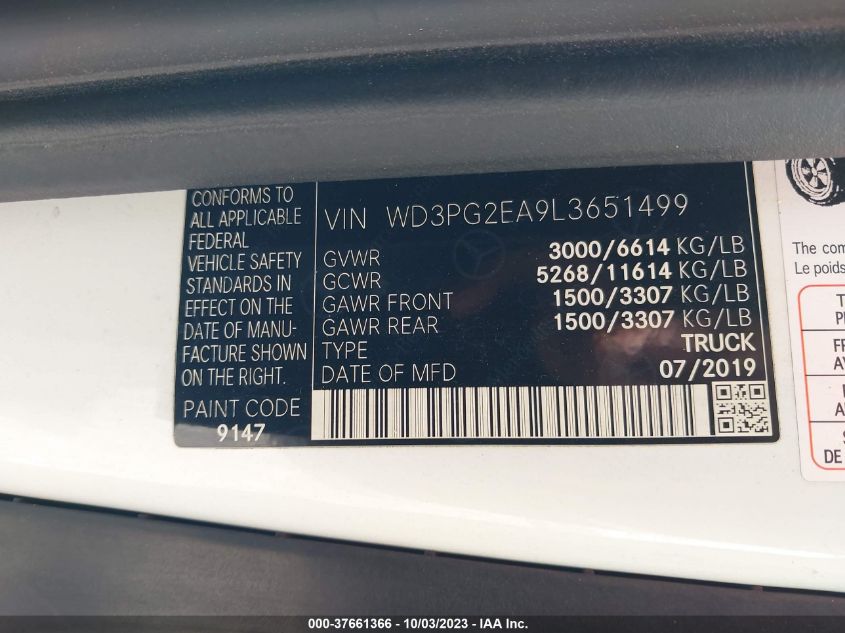 CONFORMS TO
ALL APPLICABLE
FEDERAL
VEHICLE SAFETY
STANDARDS IN
EFFECT ON THE
DATE OF MANU-
FACTURE SHOWN
ON THE RIGHT.
PAINT CODE
9147
VIN WD3PG2EA9L3651499
GVWR 3000/6614 KG/LB
GCWR 5268/11614 KG/LB
GAWR FRONT 1500/3307 KG/LB
GAWR REAR 1500/3307 KG/LB
TYPE TRUCK
DATE OF MFD 07/2019
The com
Le poids
DE
000-37661366 - 10/03/2023 - IAA Inc.